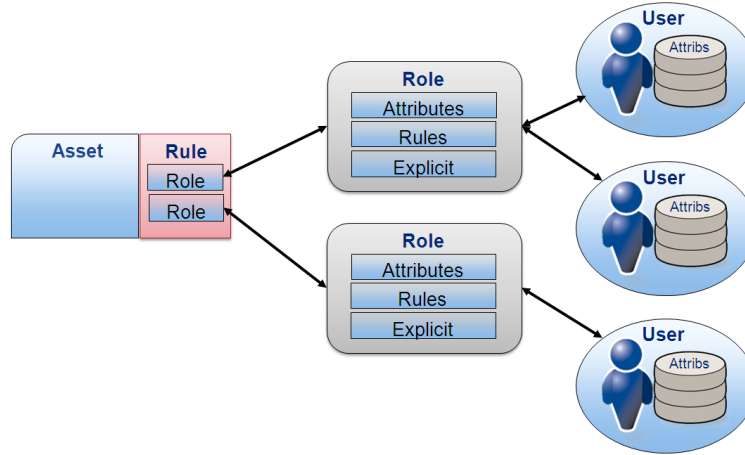 Asset
Rule
Role
Role
Role
Attributes
Rules
Explicit
Role
Attributes
Rules
Explicit
User
Attribs
User
Attribs
User
Attribs